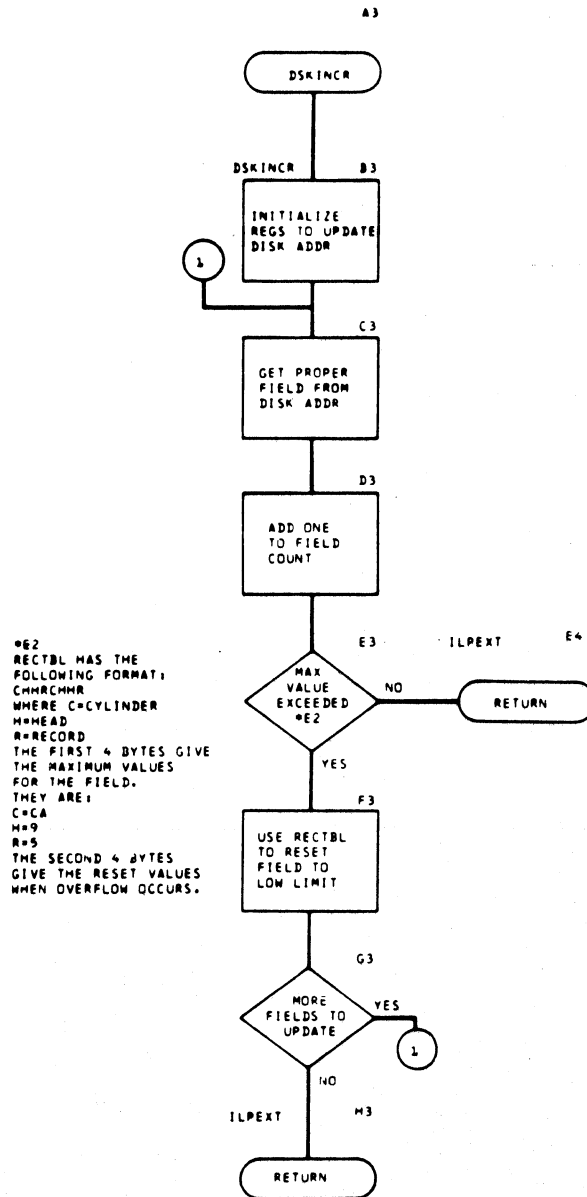 A3
DSKINCR
DSKINCR B3
INITIALIZE
REGS TO UPDATE
DISK ADDR
1
C3
GET PROPER
FIELD FROM
DISK ADDR
D3
ADD ONE
TO FIELD
COUNT
E3 ILPEXT E4
MAX
VALUE
EXCEEDED
*E2
NO
RETURN
YES
*E2
RECTBL HAS THE
FOLLOWING FORMAT:
CHHRCHHR
WHERE C=CYLINDER
H=HEAD
R=RECORD
THE FIRST 4 BYTES GIVE
THE MAXIMUM VALUES
FOR THE FIELD.
THEY ARE:
C=CA
H=9
R=5
THE SECOND 4 BYTES
GIVE THE RESET VALUES
WHEN OVERFLOW OCCURS.
F3
USE RECTBL
TO RESET
FIELD TO
LOW LIMIT
G3
MORE
FIELDS TO
UPDATE
YES
1
NO
ILPEXT H3
RETURN